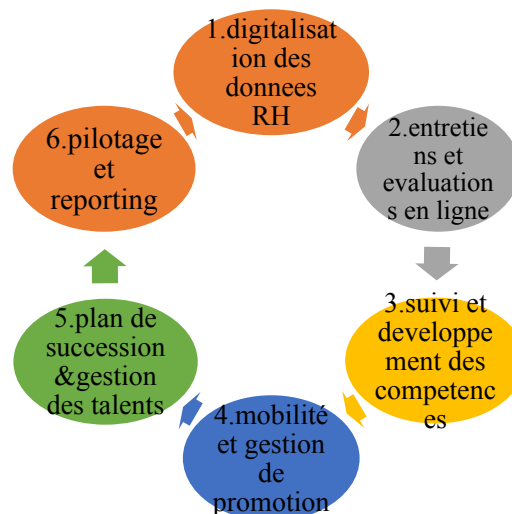 1.digitalisat
ion des
donnees
RH
2.entretie
ns et
evaluation
s en ligne
3.suivi et
developpe
ment des
competenc
es
4.mobilité
et gestion
de
promotion
5.plan de
succession
&gestion
des talents
6.pilotage
et
reporting